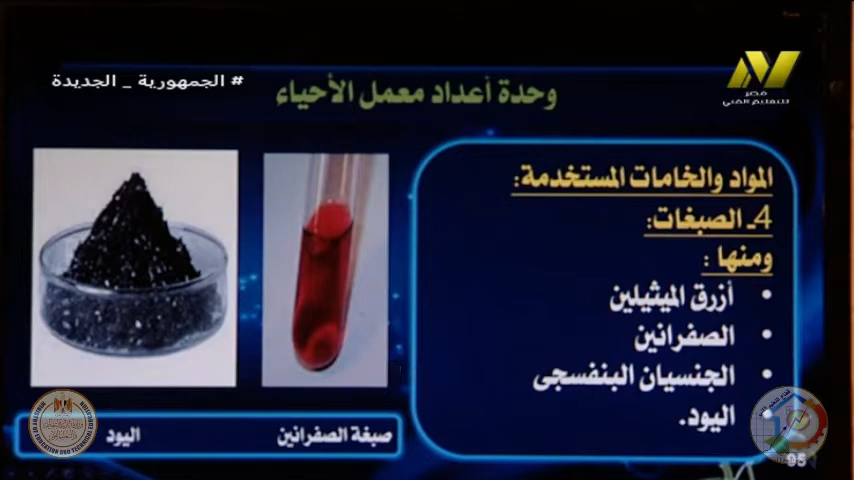 # الجمهورية _ الجديدة
مصر
للتعليم الفني
وحدة أعداد معمل الأحياء
المواد والخامات المستخدمة:
4ـ الصبغات:
ومنها :
• أزرق الميثيلين
• الصفرانين
• الجنسيان البنفسجى
اليود.
صبغة الصفرانين
اليود
95